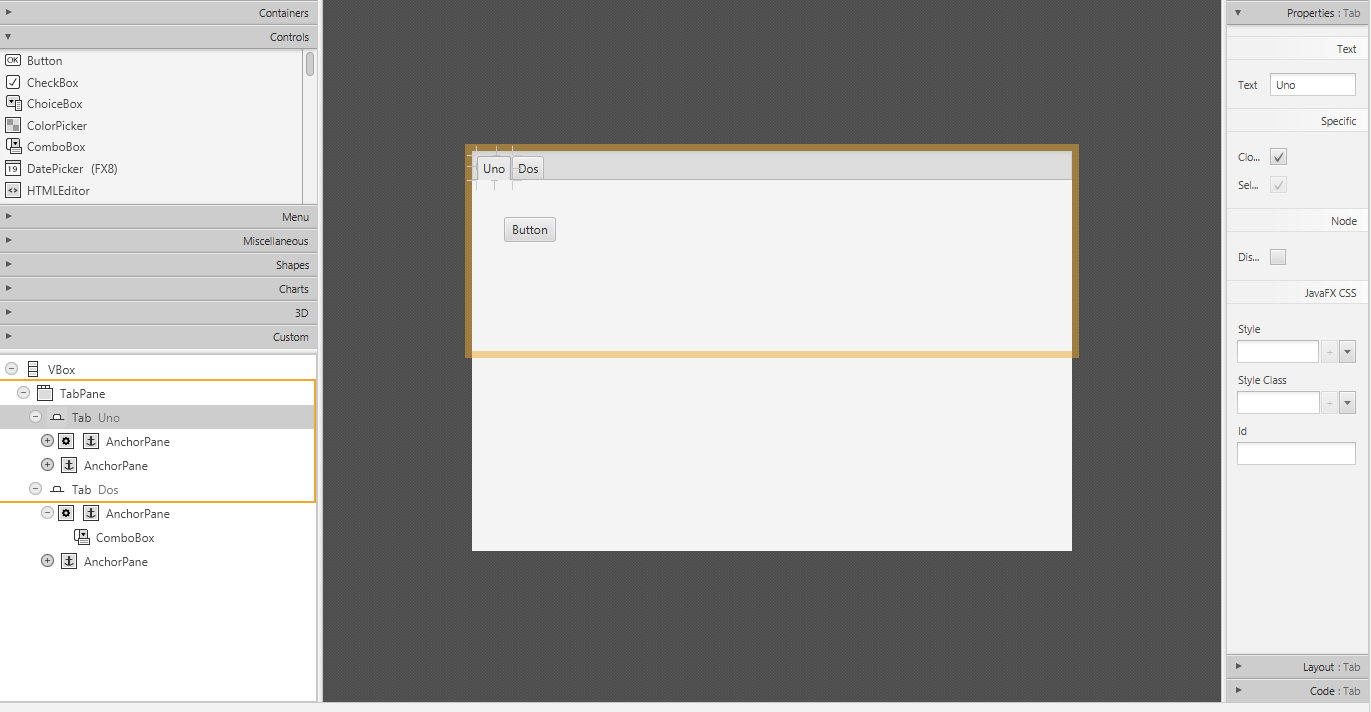 Containers
Controls
OK Button
CheckBox
ChoiceBox
ColorPicker
ComboBox
19 DatePicker (FX8)
HTMLEditor
Menu
Miscellaneous
Shapes
Charts
3D
Custom
VBox
TabPane
Tab Uno
AnchorPane
AnchorPane
Tab Dos
AnchorPane
ComboBox
AnchorPane
Uno Dos
Button
Properties : Tab
Text
Text Uno
Specific
Clo...
Sel...
Node
Dis...
JavaFX CSS
Style
Style Class
Id
Layout : Tab
Code : Tab